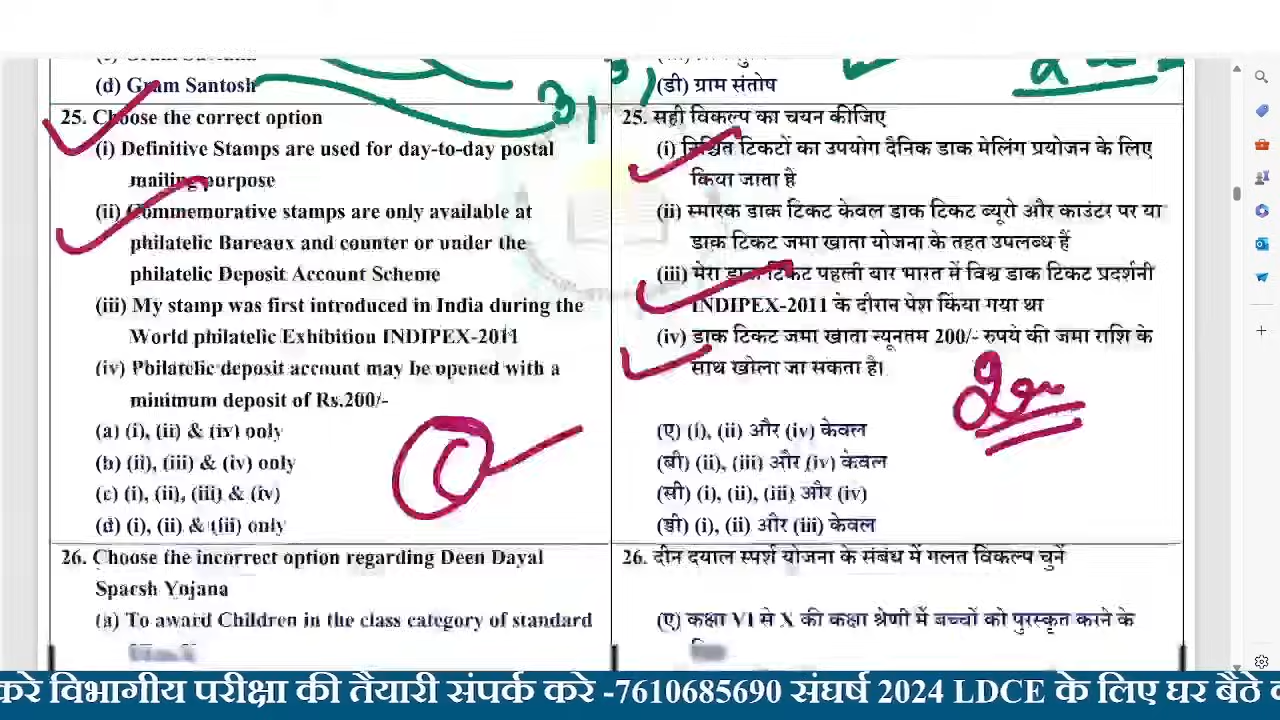 (d) Gram Santosh
3,
25. Choose the correct option
(i) Definitive Stamps are used for day-to-day postal
mailing purpose
(ii) Commemorative stamps are only available at
philatelic Bureaux and counter or under the
philatelic Deposit Account Scheme
(iii) My stamp was first introduced in India during the
World philatelic Exhibition INDIPEX-2011
(iv) Philatelic deposit account may be opened with a
minimum deposit of Rs.200/-
(a) (i), (ii) & (iv) only
(b) (ii), (iii) & (iv) only
(c) (i), (ii), (iii) & (iv)
(d) (i), (ii) & (iii) only
C
26. Choose the incorrect option regarding Deen Dayal
Sparsh Yojana
(a) To award Children in the class category of standard
(डी) ग्राम संतोष
25. सही विकल्प का चयन कीजिए
(i) निश्चित टिकटों का उपयोग दैनिक डाक मेलिंग प्रयोजन के लिए
किया जाता है
(ii) स्मारक डाक टिकट केवल डाक टिकट ब्यूरो और काउंटर पर या
डाक टिकट जमा खाता योजना के तहत उपलब्ध हैं
(iii) मेरा डाक टिकट पहली बार भारत में विश्व डाक टिकट प्रदर्शनी
INDIPEX-2011 के दौरान पेश किया गया था
(iv) डाक टिकट जमा खाता न्यूनतम 200/- रुपये की जमा राशि के
साथ खोला जा सकता है।
200
(ए) (i), (ii) और (iv) केवल
(बी) (ii), (iii) और (iv) केवल
(सी) (i), (ii), (iii) और (iv)
(डी) (i), (ii) और (iii) केवल
26. दीन दयाल स्पर्श योजना के संबंध में गलत विकल्प चुनें
(ए) कक्षा VI से X की कक्षा श्रेणी में बच्चों को पुरस्कृत करने के
करे विभागीय परीक्षा की तैयारी संपर्क करे -7610685690 संघर्ष 2024 LDCE के लिए घर बैठे